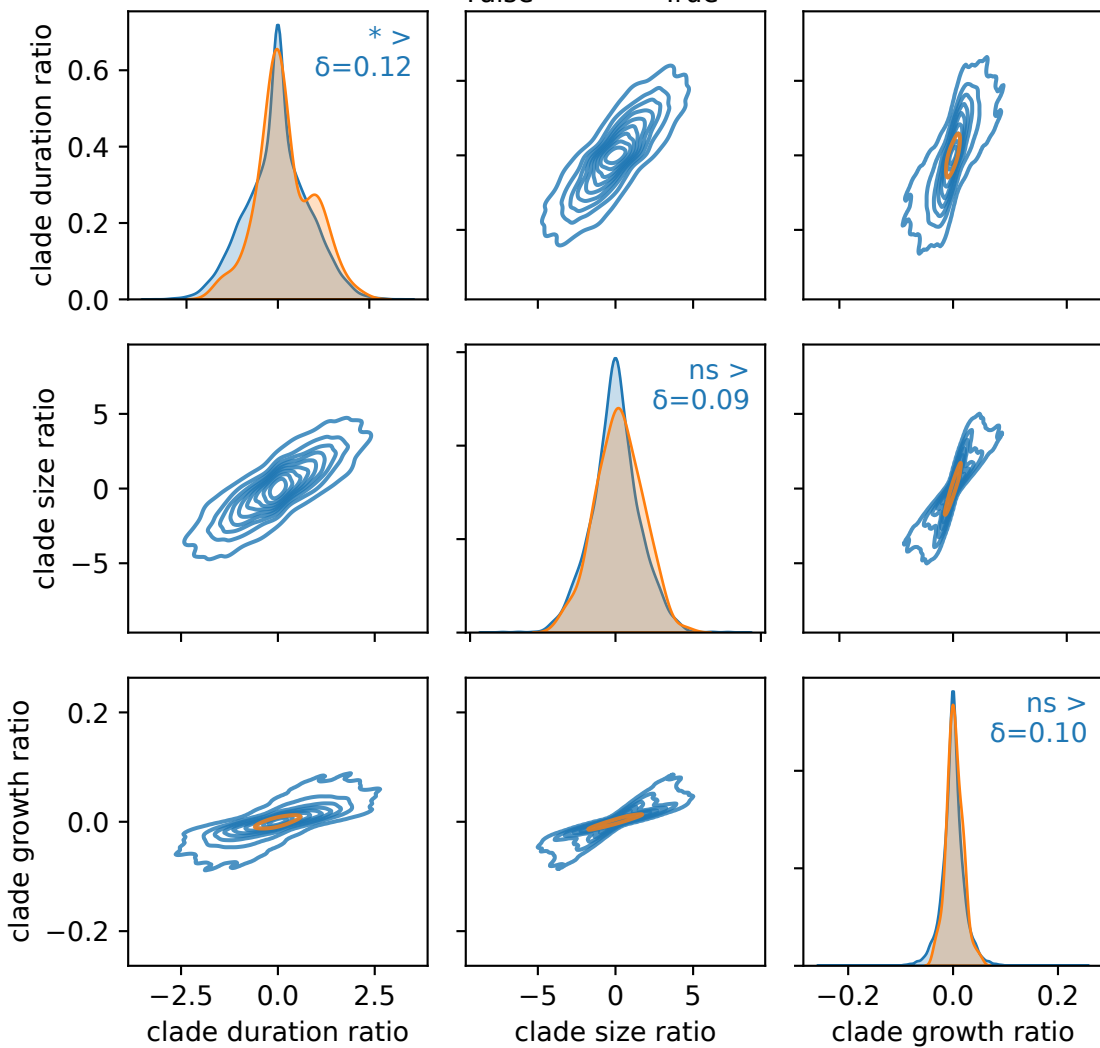 True
clade duration ratio
0.6
0.4
0.2
0.0
* >
δ=0.12
clade size ratio
5
0
−5
ns >
δ=0.09
clade growth ratio
0.2
0.0
−0.2
ns >
δ=0.10
−2.5 0.0 2.5
−5 0 5
−0.2 0.0 0.2
clade duration ratio
clade size ratio
clade growth ratio